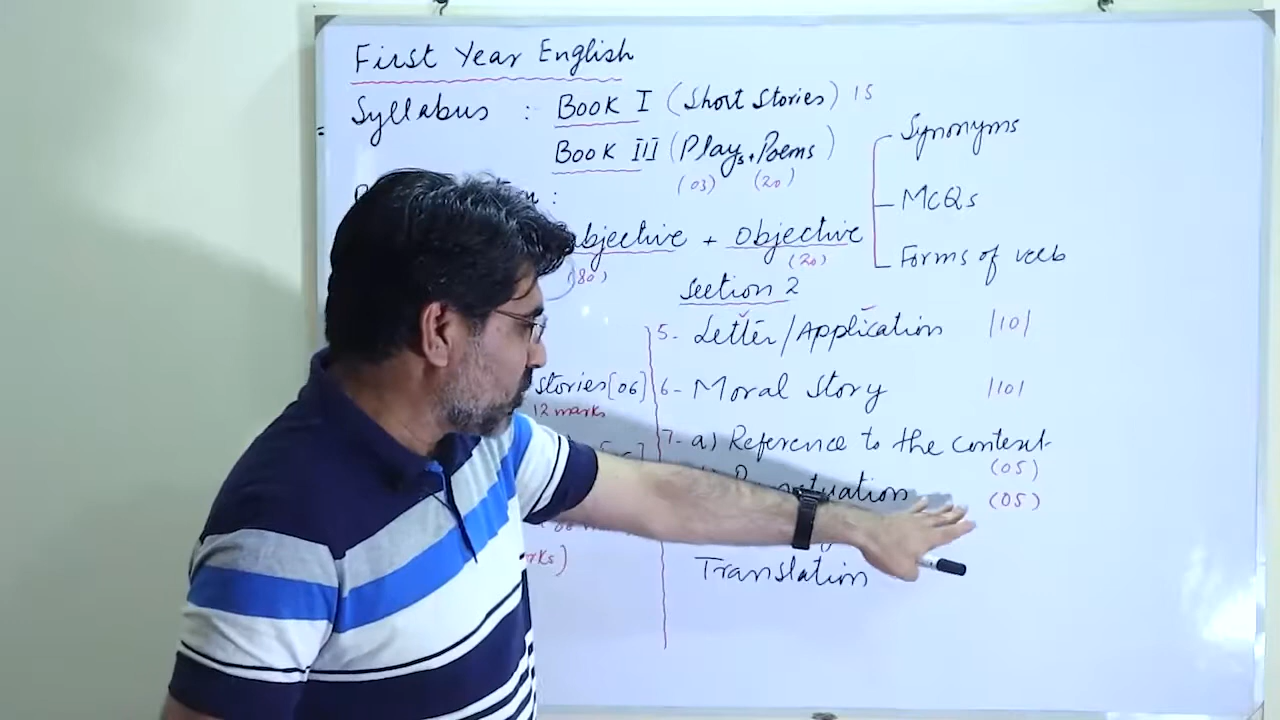 First Year English
Syllabus : Book I (Short Stories) 15
Book III (Plays + Poems)
(03) (20)
Synonyms
MCQs
Forms of verb
:
+ Objective
(80) (20)
Section 2
5- Letter/Application /10/
6- Moral Story /10/
7- a) Reference to the context
(05)
(05)
Translation
stories [06]
12 marks